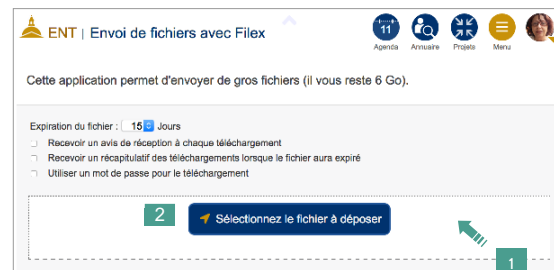 ENT | Envoi de fichiers avec Filex
11
Agenda Annuaire Projets Menu
Cette application permet d'envoyer de gros fichiers (il vous reste 6 Go).
Expiration du fichier : 15 Jours
Recevoir un avis de réception à chaque téléchargement
Recevoir un récapitulatif des téléchargements lorsque le fichier aura expiré
Utiliser un mot de passe pour le téléchargement
2 Sélectionnez le fichier à déposer
1